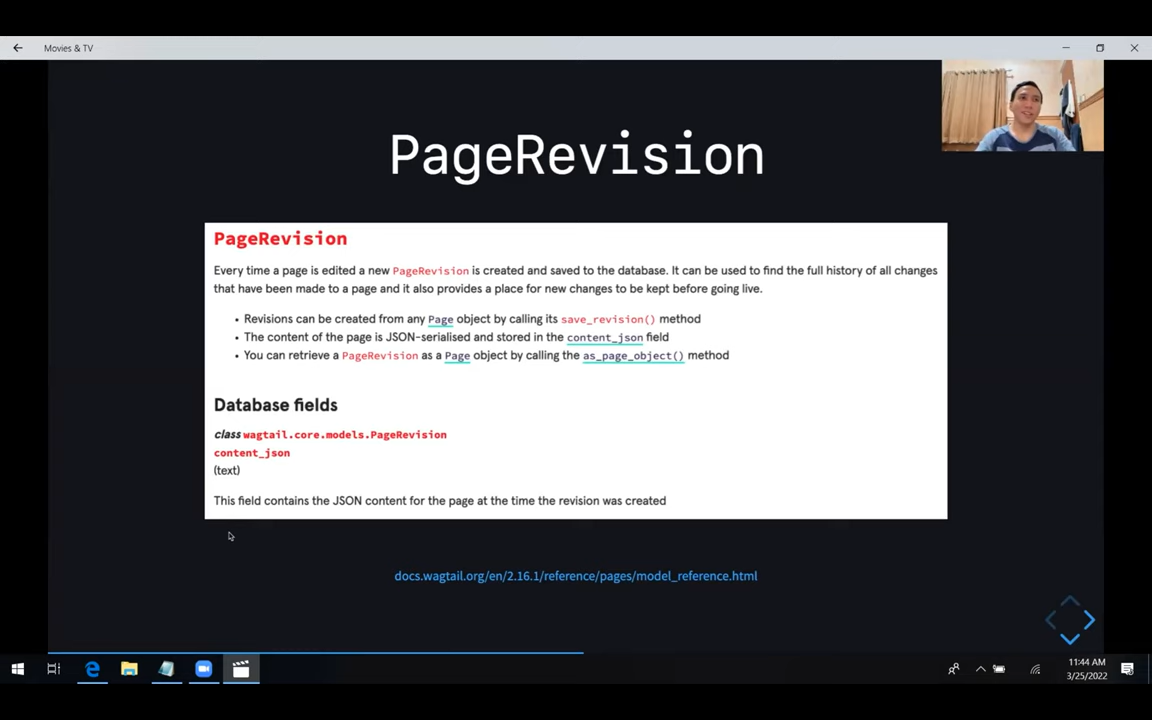 Movies & TV
PageRevision
PageRevision
Every time a page is edited a new PageRevision is created and saved to the database. It can be used to find the full history of all changes
that have been made to a page and it also provides a place for new changes to be kept before going live.
• Revisions can be created from any Page object by calling its save_revision() method
• The content of the page is JSON-serialised and stored in the content_json field
• You can retrieve a PageRevision as a Page object by calling the as_page_object() method
Database fields
class wagtail.core.models.PageRevision
content_json
(text)
This field contains the JSON content for the page at the time the revision was created
docs.wagtail.org/en/2.16.1/reference/pages/model_reference.html
11:44 AM
3/25/2022